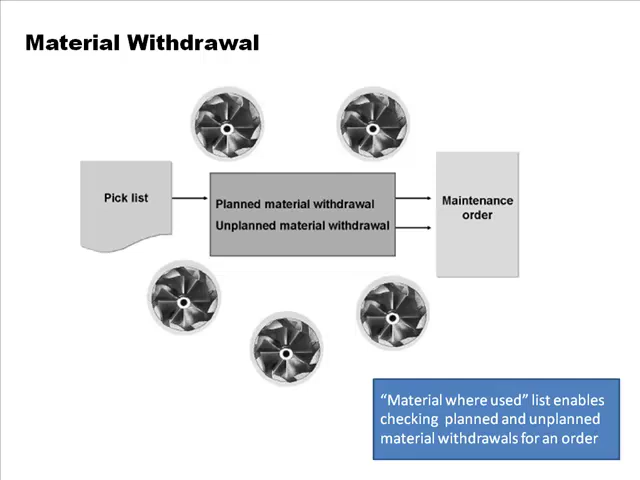 Material Withdrawal
Pick list
Planned material withdrawal
Unplanned material withdrawal
Maintenance
order
“Material where used” list enables
checking  planned and unplanned
material withdrawals for an order